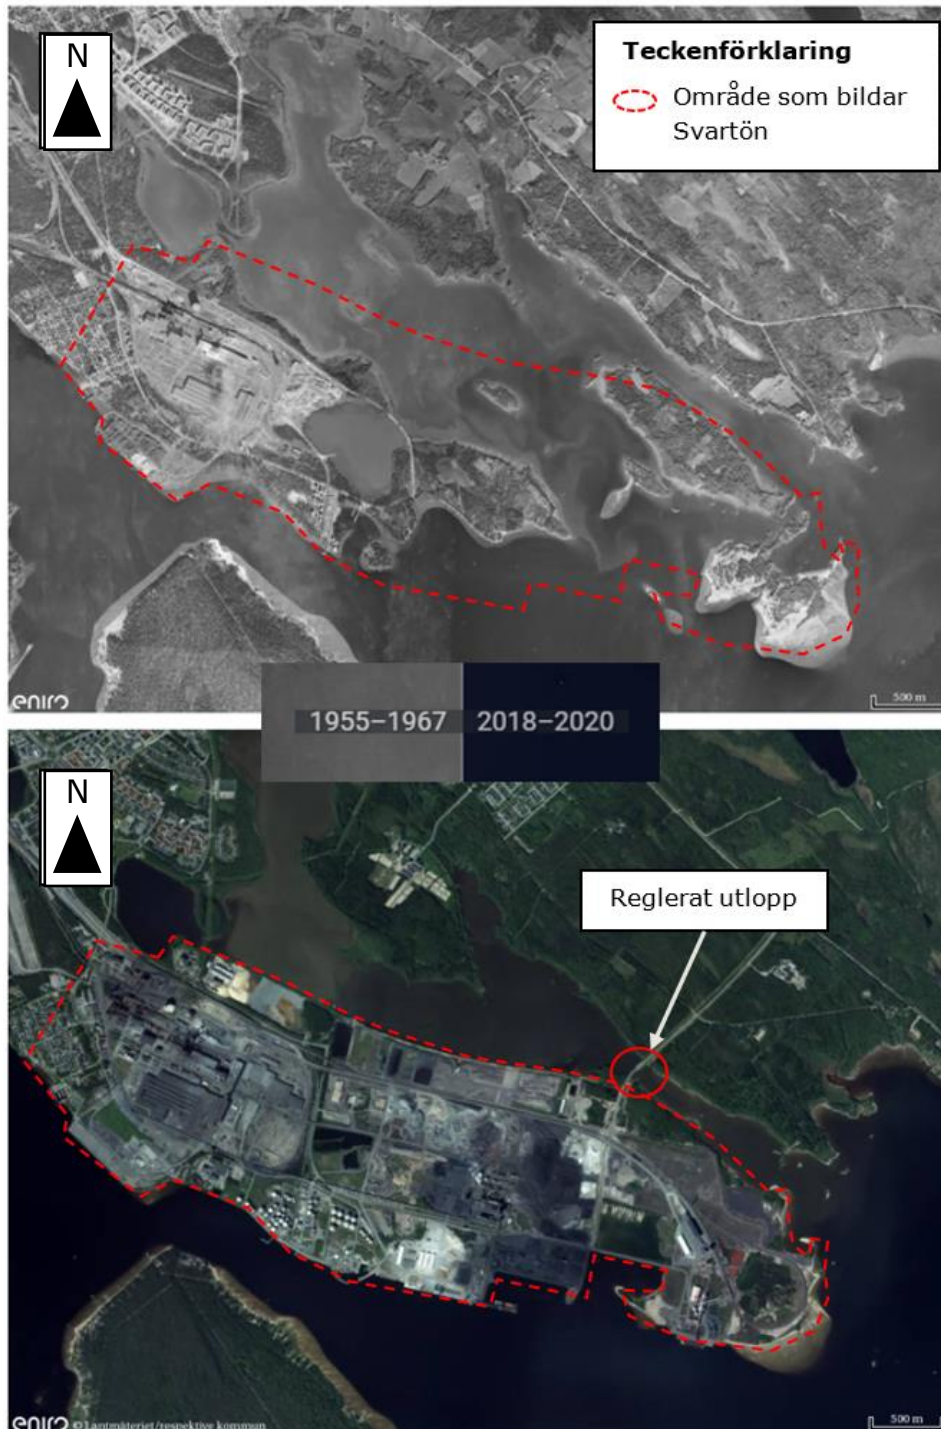 N
Teckenförklaring
Område som bildar
Svartön
eniro
500 m
1955–1967
2018–2020
N
Reglerat utlopp
eniro © Lantmäteriet/respektive kommun
500 m